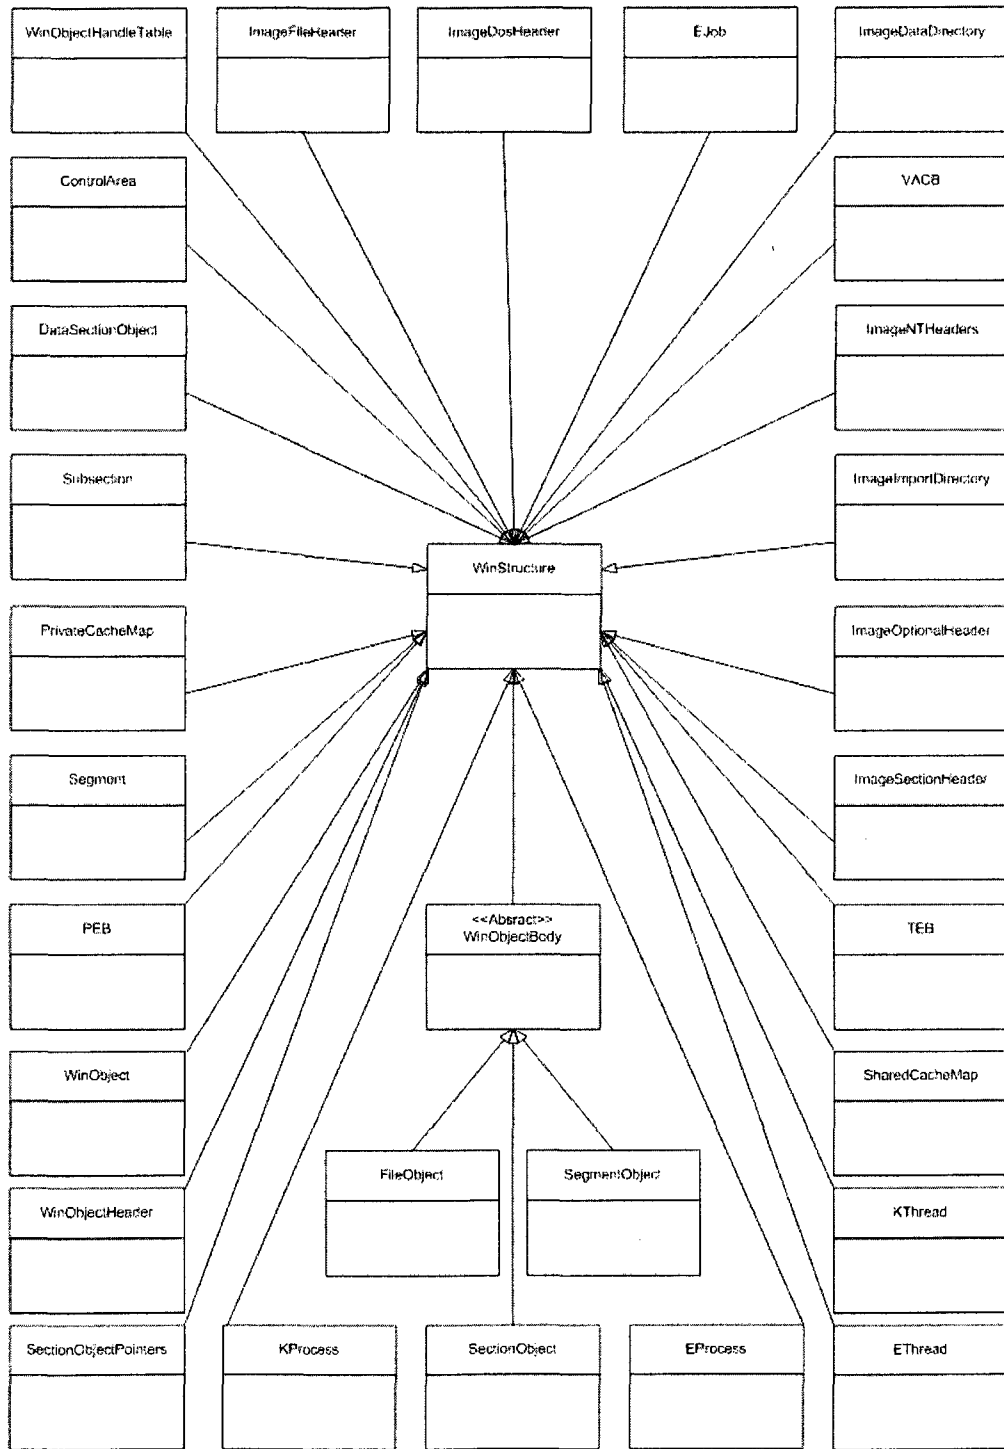 WinObjectHandleTable
ImageFileHeader
ImageDosHeader
EJob
ImageDataDirectory
ControlArea
VACB
DataSectionObject
ImageNTHeaders
Subsection
ImageImportDirectory
WinStructure
PrivateCacheMap
ImageOptionalHeader
Segment
ImageSectionHeader
PEB
<<Absract>>
WinObjectBody
TEB
WinObject
SharedCacheMap
FileObject
SegmentObject
WinObjectHeader
KThread
SectionObjectPointers
KProcess
SectionObject
EProcess
EThread